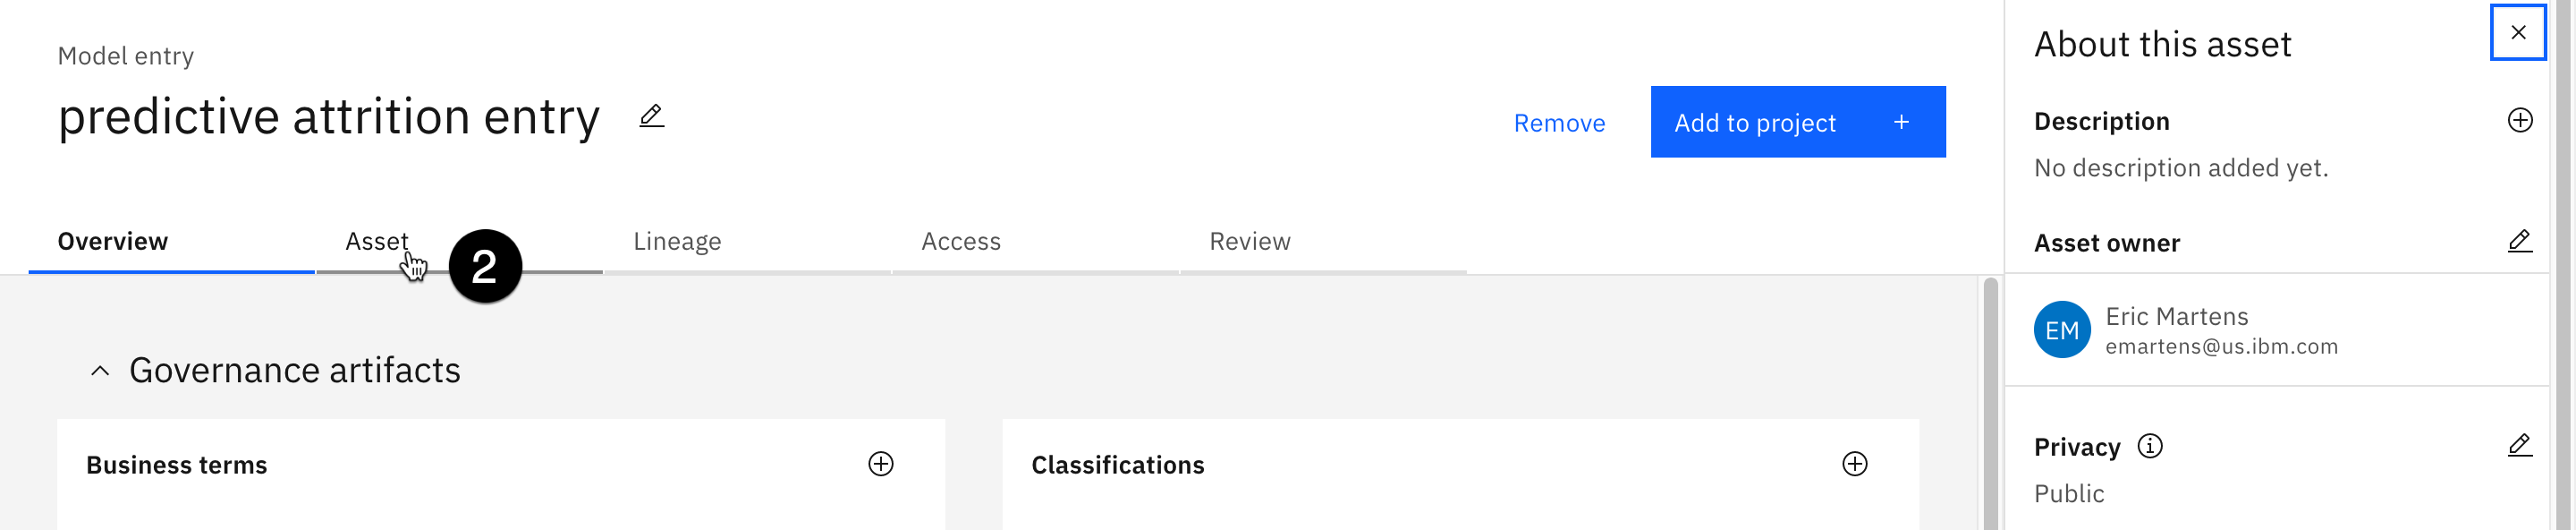 Model entry
predictive attrition entry
Remove
Add to project
Overview
Asset
2
Lineage
Access
Review
Governance artifacts
Business terms
Classifications
About this asset
Description
No description added yet.
Asset owner
EM
Eric Martens
emartens@us.ibm.com
Privacy
Public